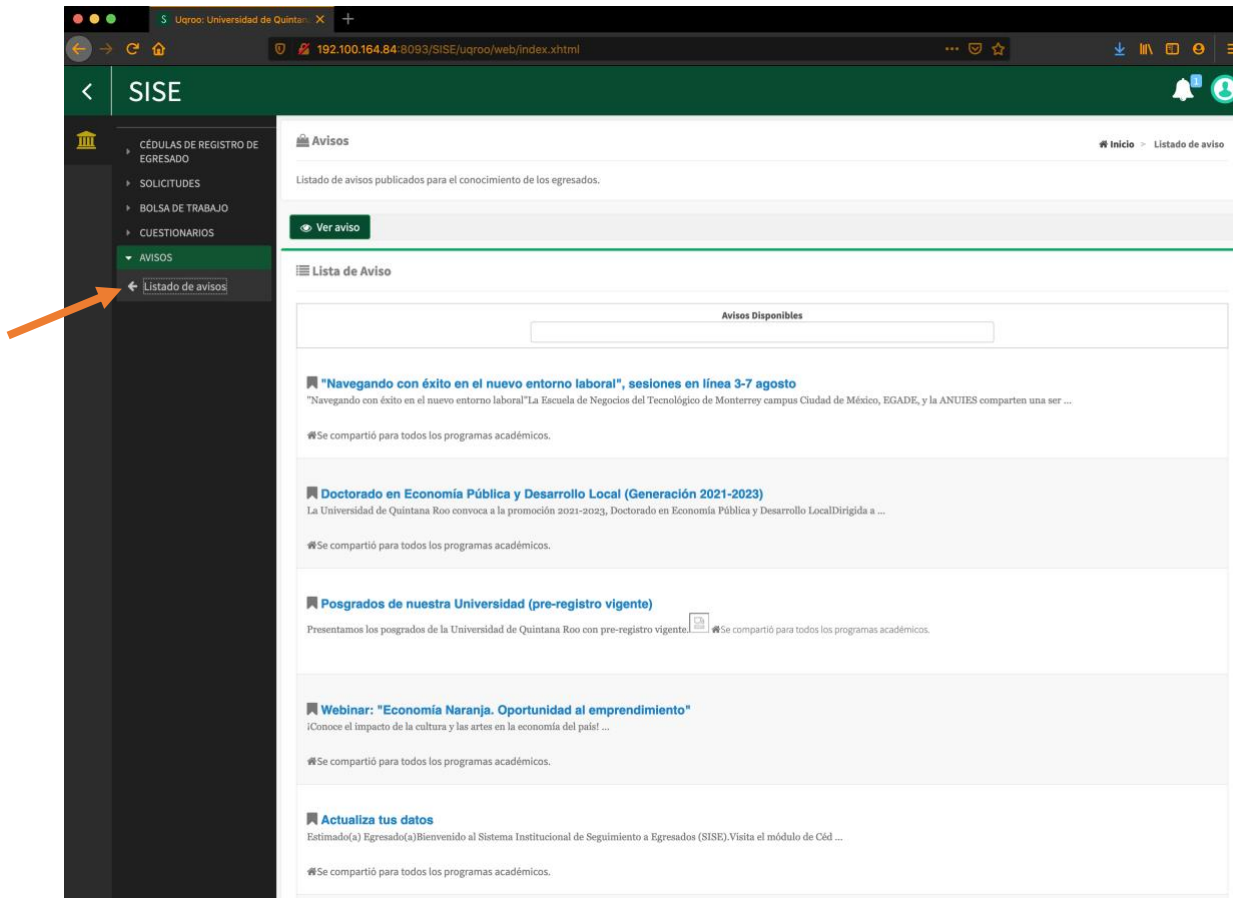 S Uqroo: Universidad de Quintan
192.100.164.84:8093/SISE/uqroo/web/index.xhtml
SISE
1
CÉDULAS DE REGISTRO DE
EGRESADO
SOLICITUDES
BOLSA DE TRABAJO
CUESTIONARIOS
AVISOS
Listado de avisos
Avisos
Inicio > Listado de aviso
Listado de avisos publicados para el conocimiento de los egresados.
Ver aviso
Lista de Aviso
Avisos Disponibles
"Navegando con éxito en el nuevo entorno laboral", sesiones en línea 3-7 agosto
"Navegando con éxito en el nuevo entorno laboral"La Escuela de Negocios del Tecnológico de Monterrey campus Ciudad de México, EGADE, y la ANUIES comparten una ser ...
Se compartió para todos los programas académicos.
Doctorado en Economía Pública y Desarrollo Local (Generación 2021-2023)
La Universidad de Quintana Roo convoca a la promoción 2021-2023, Doctorado en Economía Pública y Desarrollo LocalDirigida a ...
Se compartió para todos los programas académicos.
Posgrados de nuestra Universidad (pre-registro vigente)
Presentamos los posgrados de la Universidad de Quintana Roo con pre-registro vigente. Se compartió para todos los programas académicos.
Webinar: "Economía Naranja. Oportunidad al emprendimiento"
¡Conoce el impacto de la cultura y las artes en la economía del país! ...
Se compartió para todos los programas académicos.
Actualiza tus datos
Estimado(a) Egresado(a)Bienvenido al Sistema Institucional de Seguimiento a Egresados (SISE).Visita el módulo de Céd ...
Se compartió para todos los programas académicos.